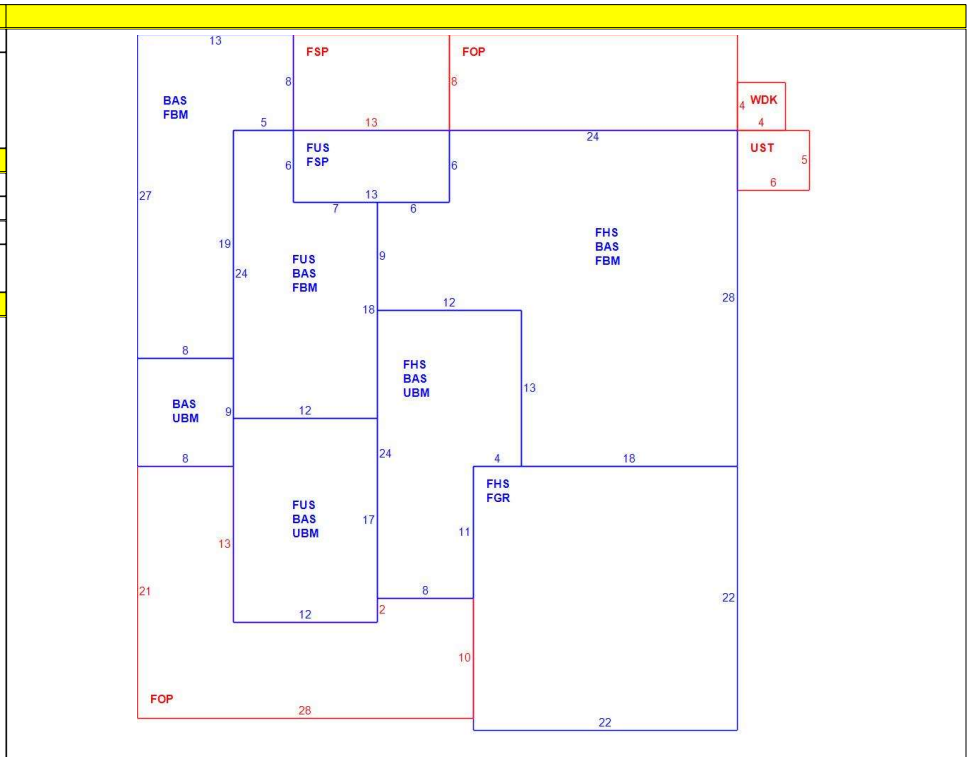 13
FSP
FOP
8
8
BAS
FBM
WDK
4
4
5
13
24
FUS
FSP
UST
5
6
6
6
13
7
6
27
FHS
BAS
FBM
19
24
FUS
BAS
FBM
9
28
12
18
8
FHS
BAS
UBM
13
BAS
UBM
9
12
8
24
4
18
FHS
FGR
FUS
BAS
UBM
17
11
13
21
8
2
22
12
10
FOP
28
22